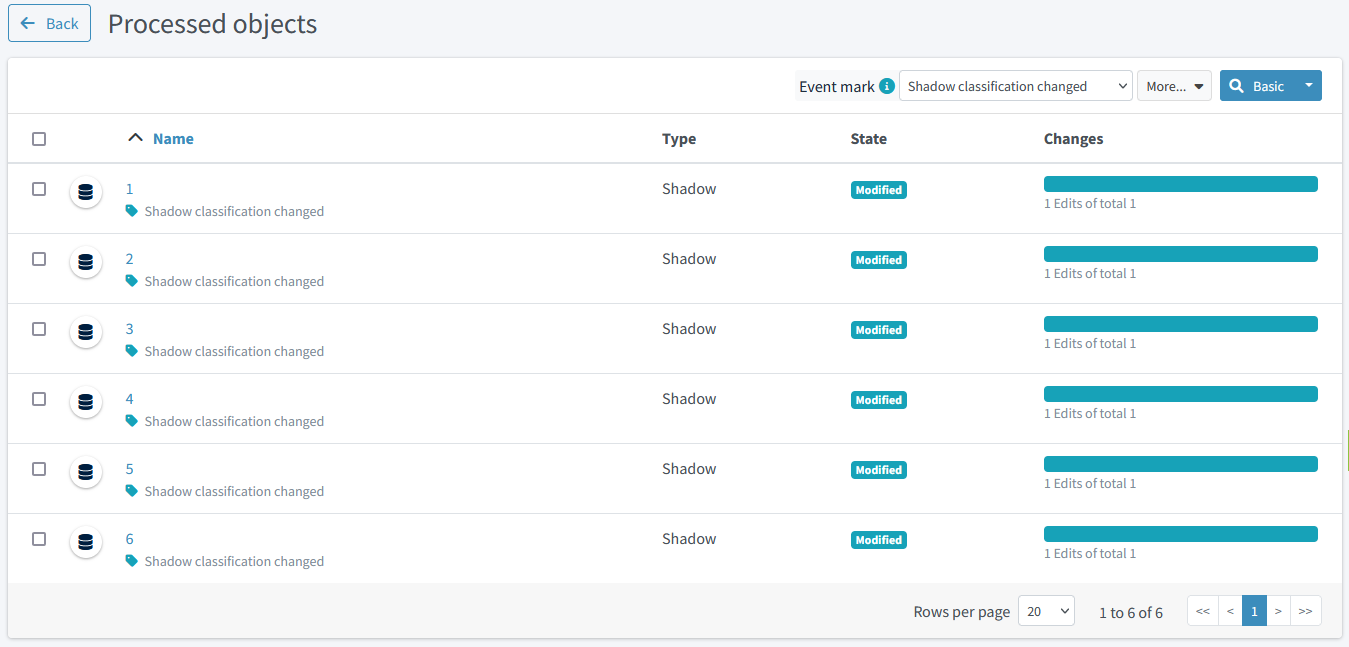 Back Processed objects
Event mark Shadow classification changed More... Basic
Name Type State Changes
1 Shadow Modified
1 Edits of total 1
Shadow classification changed
2 Shadow Modified
1 Edits of total 1
Shadow classification changed
3 Shadow Modified
1 Edits of total 1
Shadow classification changed
4 Shadow Modified
1 Edits of total 1
Shadow classification changed
5 Shadow Modified
1 Edits of total 1
Shadow classification changed
6 Shadow Modified
1 Edits of total 1
Shadow classification changed
Rows per page 20 1 to 6 of 6 << < 1 > >>